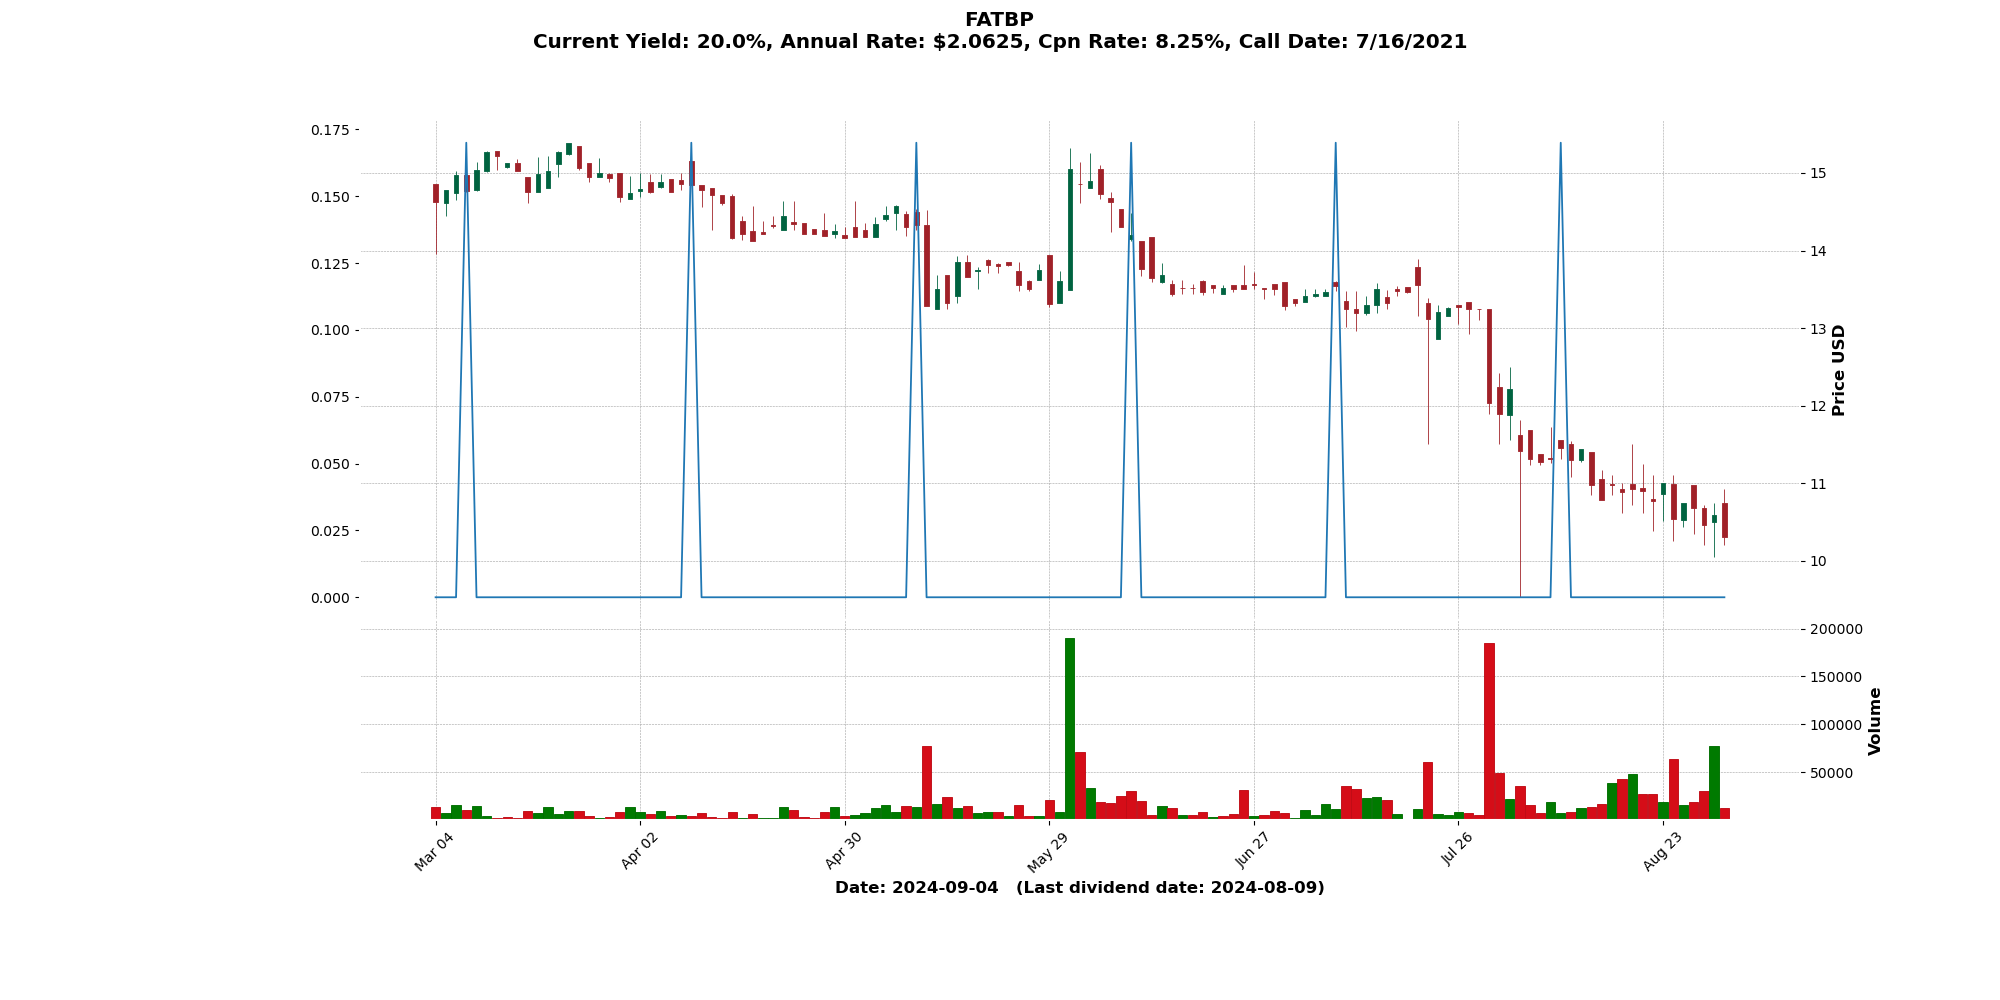 FATBP
Current Yield: 20.0%, Annual Rate: $2.0625, Cpn Rate: 8.25%, Call Date: 7/16/2021
0.175
0.150
0.125
0.100
0.075
0.050
0.025
0.000
15
14
13
12
11
10
Price USD
200000
150000
100000
50000
Volume
Mar 04
Apr 02
Apr 30
May 29
Jun 27
Jul 26
Aug 23
Date: 2024-09-04 (Last dividend date: 2024-08-09)